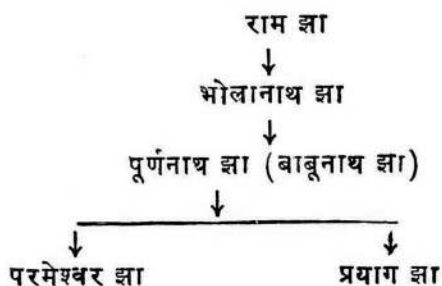 राम झा
भोलानाथ झा
पूर्णनाथ झा (बाबूनाथ झा)
परमेश्वर झा प्रयाग झा